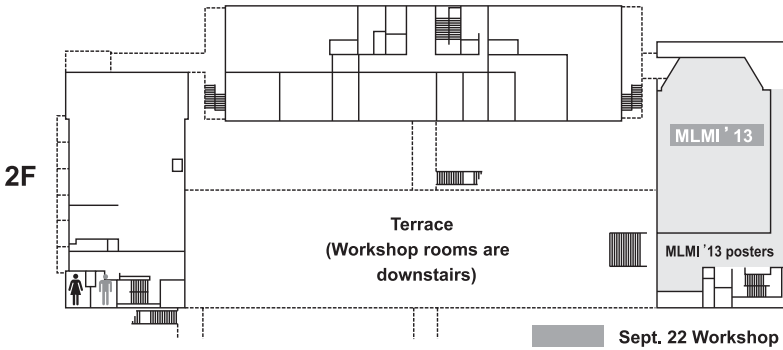 MLMI ' 13
2F
Terrace
(Workshop rooms are
downstairs)
MLMI '13 posters
Sept. 22 Workshop